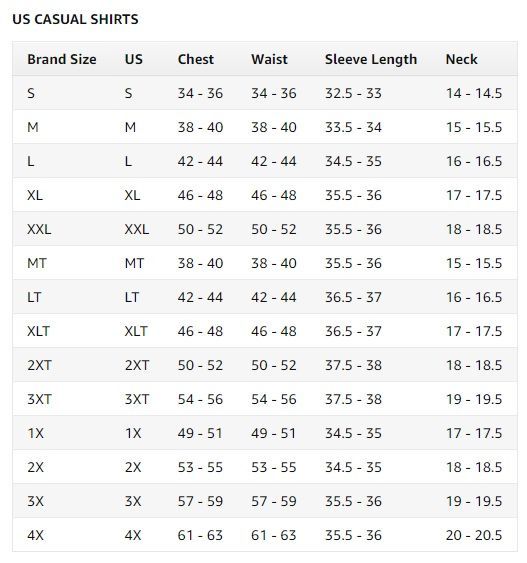 US CASUAL SHIRTS
Brand Size US Chest Waist Sleeve Length Neck
S S 34 - 36 34 - 36 32.5 - 33 14 - 14.5
M M 38 - 40 38 - 40 33.5 - 34 15 - 15.5
L L 42 - 44 42 - 44 34.5 - 35 16 - 16.5
XL XL 46 - 48 46 - 48 35.5 - 36 17 - 17.5
XXL XXL 50 - 52 50 - 52 35.5 - 36 18 - 18.5
MT MT 38 - 40 38 - 40 35.5 - 36 15 - 15.5
LT LT 42 - 44 42 - 44 36.5 - 37 16 - 16.5
XLT XLT 46 - 48 46 - 48 36.5 - 37 17 - 17.5
2XT 2XT 50 - 52 50 - 52 37.5 - 38 18 - 18.5
3XT 3XT 54 - 56 54 - 56 37.5 - 38 19 - 19.5
1X 1X 49 - 51 49 - 51 34.5 - 35 17 - 17.5
2X 2X 53 - 55 53 - 55 34.5 - 35 18 - 18.5
3X 3X 57 - 59 57 - 59 35.5 - 36 19 - 19.5
4X 4X 61 - 63 61 - 63 35.5 - 36 20 - 20.5